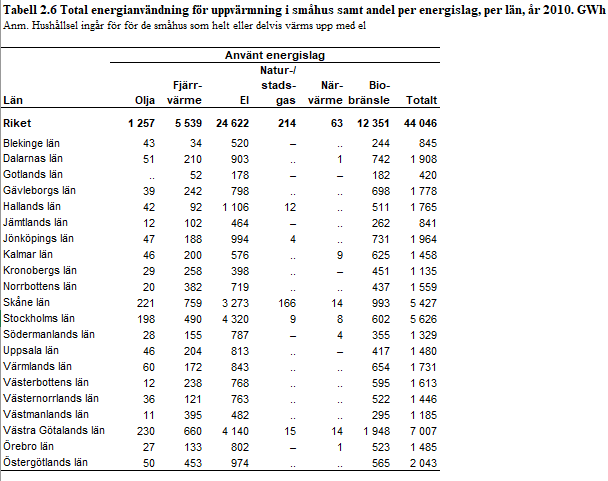 Tabell 2.6 Total energianvändning för uppvärmning i småhus samt andel per energislag, per län, år 2010. GWh
Anm. Hushållsel ingår för för de småhus som helt eller delvis värms upp med el
Använt energislag
Natur-/
Fjärr- stads- När- Bio-
Län Olja värme El gas värme bränsle Totalt
Riket 1 257 5 539 24 622 214 63 12 351 44 046
Blekinge län 43 34 520 – .. 244 845
Dalarnas län 51 210 903 – 1 742 1 908
Gotlands län .. 52 178 – – 182 420
Gävleborgs län 39 242 798 – .. 698 1 778
Hallands län 42 92 1 106 12 .. 511 1 765
Jämtlands län 12 102 464 – .. 262 841
Jönköpings län 47 188 994 4 .. 731 1 964
Kalmar län 46 200 576 .. 9 625 1 458
Kronobergs län 29 258 398 .. – 451 1 135
Norrbottens län 20 382 719 .. .. 437 1 559
Skåne län 221 759 3 273 166 14 993 5 427
Stockholms län 198 490 4 320 9 8 602 5 626
Södermanlands län 28 155 787 – 4 355 1 329
Uppsala län 46 204 813 .. – 417 1 480
Värmlands län 60 172 843 .. .. 654 1 731
Västerbottens län 12 238 768 .. .. 595 1 613
Västernorrlands län 36 121 763 .. .. 522 1 446
Västmanlands län 11 395 482 .. .. 295 1 185
Västra Götalands län 230 660 4 140 15 14 1 948 7 007
Örebro län 27 133 802 – 1 523 1 485
Östergötlands län 50 453 974 .. .. 565 2 043